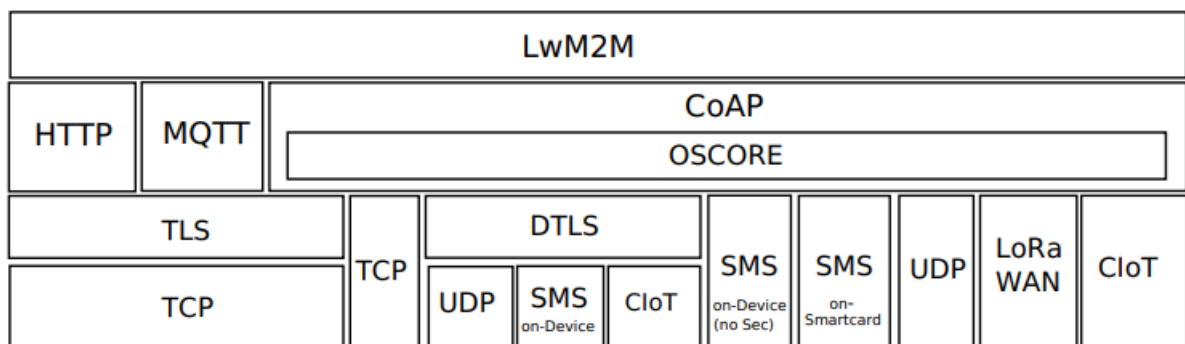 LwM2M
HTTP
MQTT
CoAP
OSCORE
TLS
TCP
TCP
DTLS
UDP
SMS
on-Device
CIoT
SMS
on-Device
(no Sec)
SMS
on-
Smartcard
UDP
LoRa
WAN
CIoT